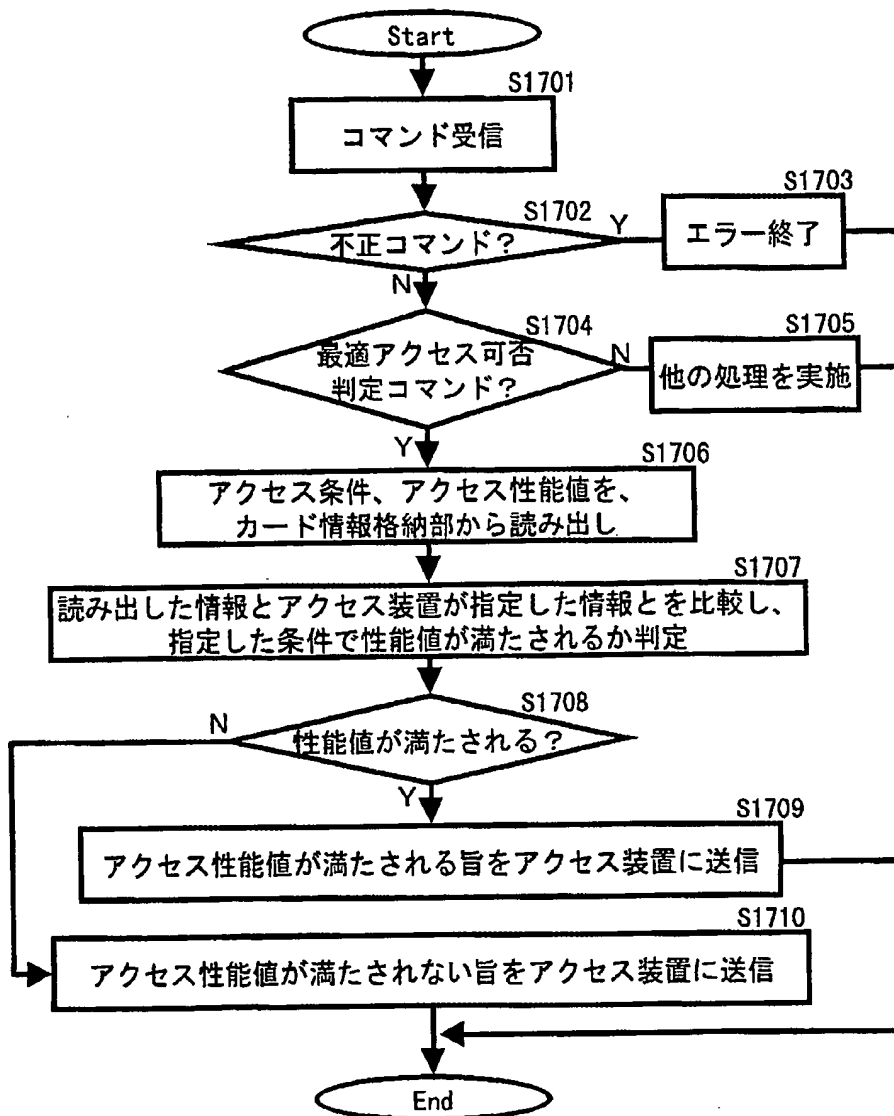 Start
S1701
コマンド受信
S1702
不正コマンド？
Y
N
S1703
エラー終了
S1704
最適アクセス可否
判定コマンド？
N
Y
S1705
他の処理を実施
S1706
アクセス条件、アクセス性能値を、
カード情報格納部から読み出し
S1707
読み出した情報とアクセス装置が指定した情報とを比較し、
指定した条件で性能値が満たされるか判定
S1708
性能値が満たされる？
N
Y
S1709
アクセス性能値が満たされる旨をアクセス装置に送信
S1710
アクセス性能値が満たされない旨をアクセス装置に送信
End